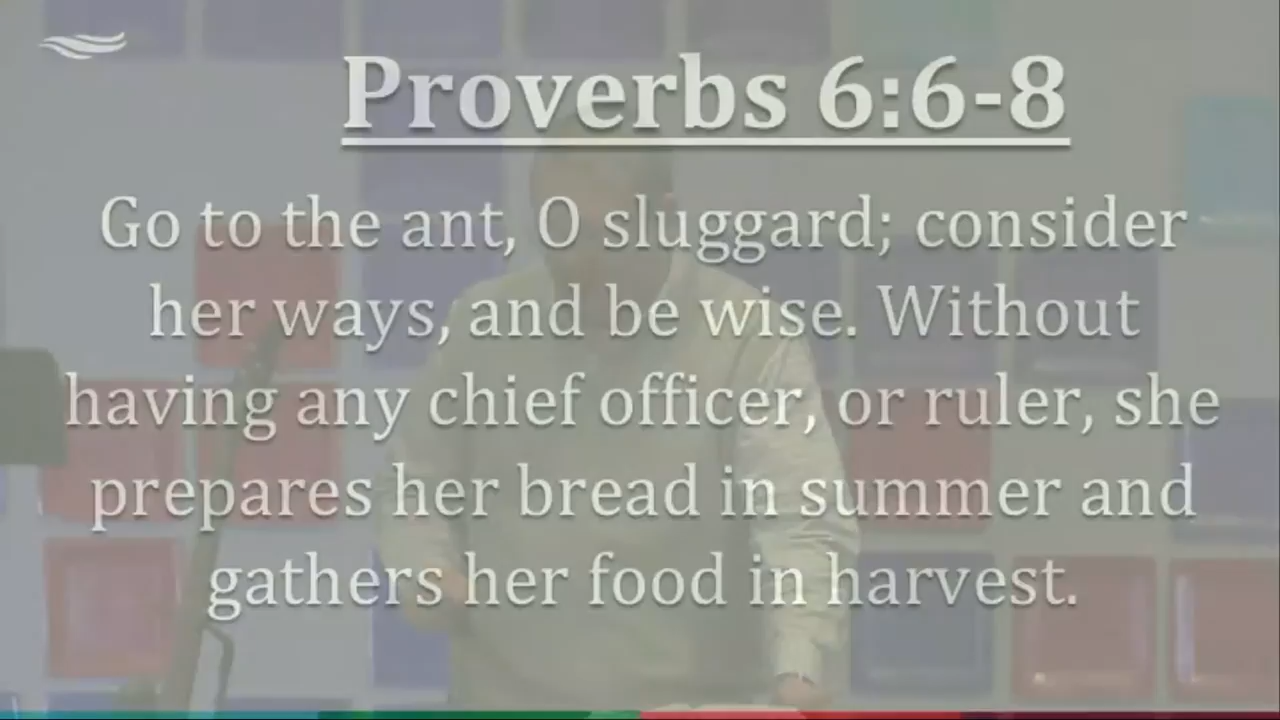 Proverbs 6:6-8
Go to the ant, O sluggard; consider
her ways, and be wise. Without
having any chief officer, or ruler, she
prepares her bread in summer and
gathers her food in harvest.